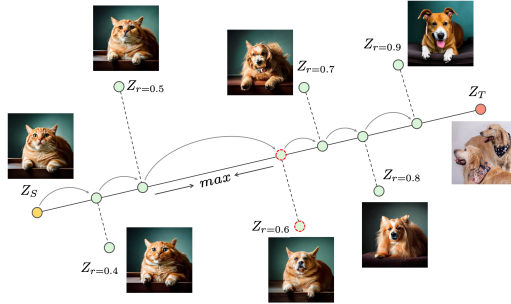 Z_{r=0.9}
Z_{r=0.5}
Z_{r=0.7}
Z_T
max
Z_{r=0.8}
Z_S
Z_{r=0.6}
Z_{r=0.4}